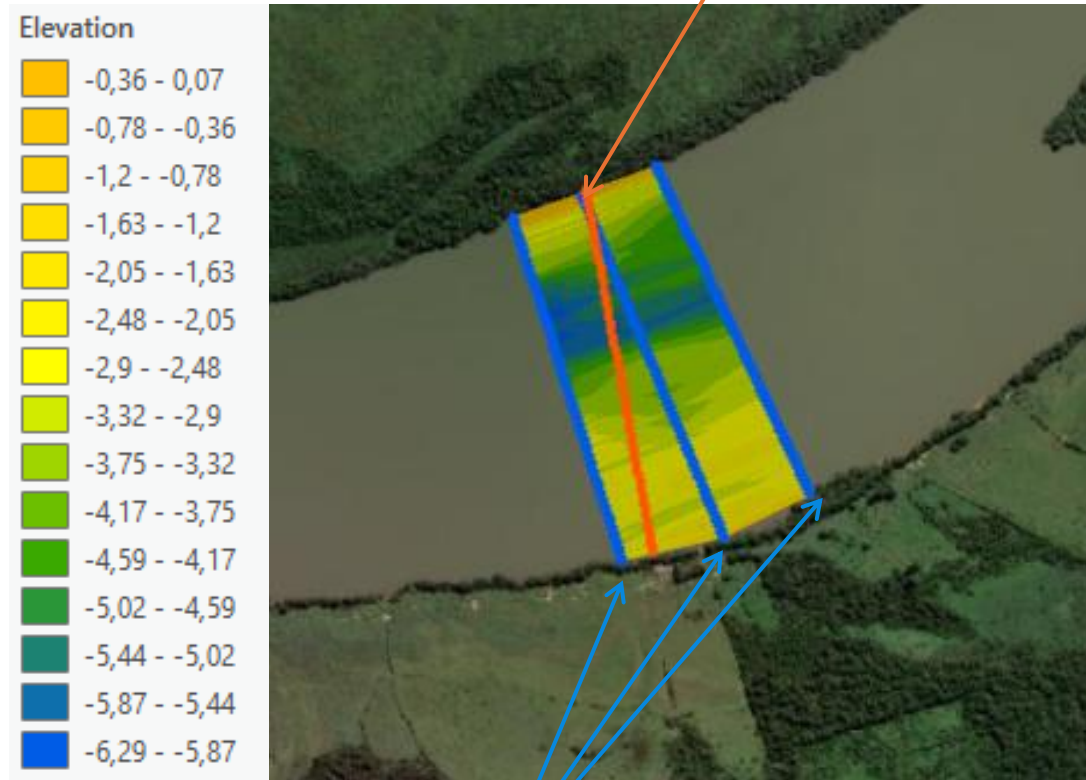 Elevation
-0,36 - 0,07
-0,78 - -0,36
-1,2 - -0,78
-1,63 - -1,2
-2,05 - -1,63
-2,48 - -2,05
-2,9 - -2,48
-3,32 - -2,9
-3,75 - -3,32
-4,17 - -3,75
-4,59 - -4,17
-5,02 - -4,59
-5,44 - -5,02
-5,87 - -5,44
-6,29 - -5,87